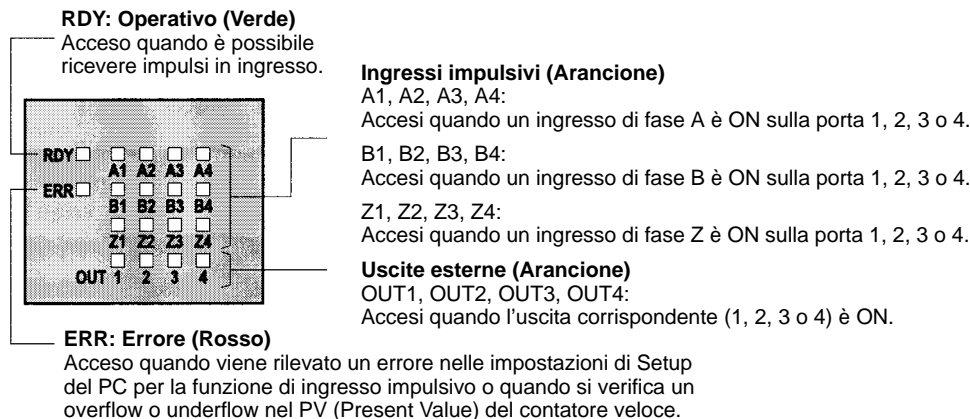 RDY: Operativo (Verde)
Acceso quando è possibile
ricevere impulsi in ingresso.
Ingressi impulsivi (Arancione)
A1, A2, A3, A4:
Accesi quando un ingresso di fase A è ON sulla porta 1, 2, 3 o 4.
B1, B2, B3, B4:
Accesi quando un ingresso di fase B è ON sulla porta 1, 2, 3 o 4.
Z1, Z2, Z3, Z4:
Accesi quando un ingresso di fase Z è ON sulla porta 1, 2, 3 o 4.
Uscite esterne (Arancione)
OUT1, OUT2, OUT3, OUT4:
Accesi quando l'uscita corrispondente (1, 2, 3 o 4) è ON.
RDY
A1 A2 A3 A4
ERR
B1 B2 B3 B4
Z1 Z2 Z3 Z4
OUT 1 2 3 4
ERR: Errore (Rosso)
Acceso quando viene rilevato un errore nelle impostazioni di Setup
del PC per la funzione di ingresso impulsivo o quando si verifica un
overflow o underflow nel PV (Present Value) del contatore veloce.